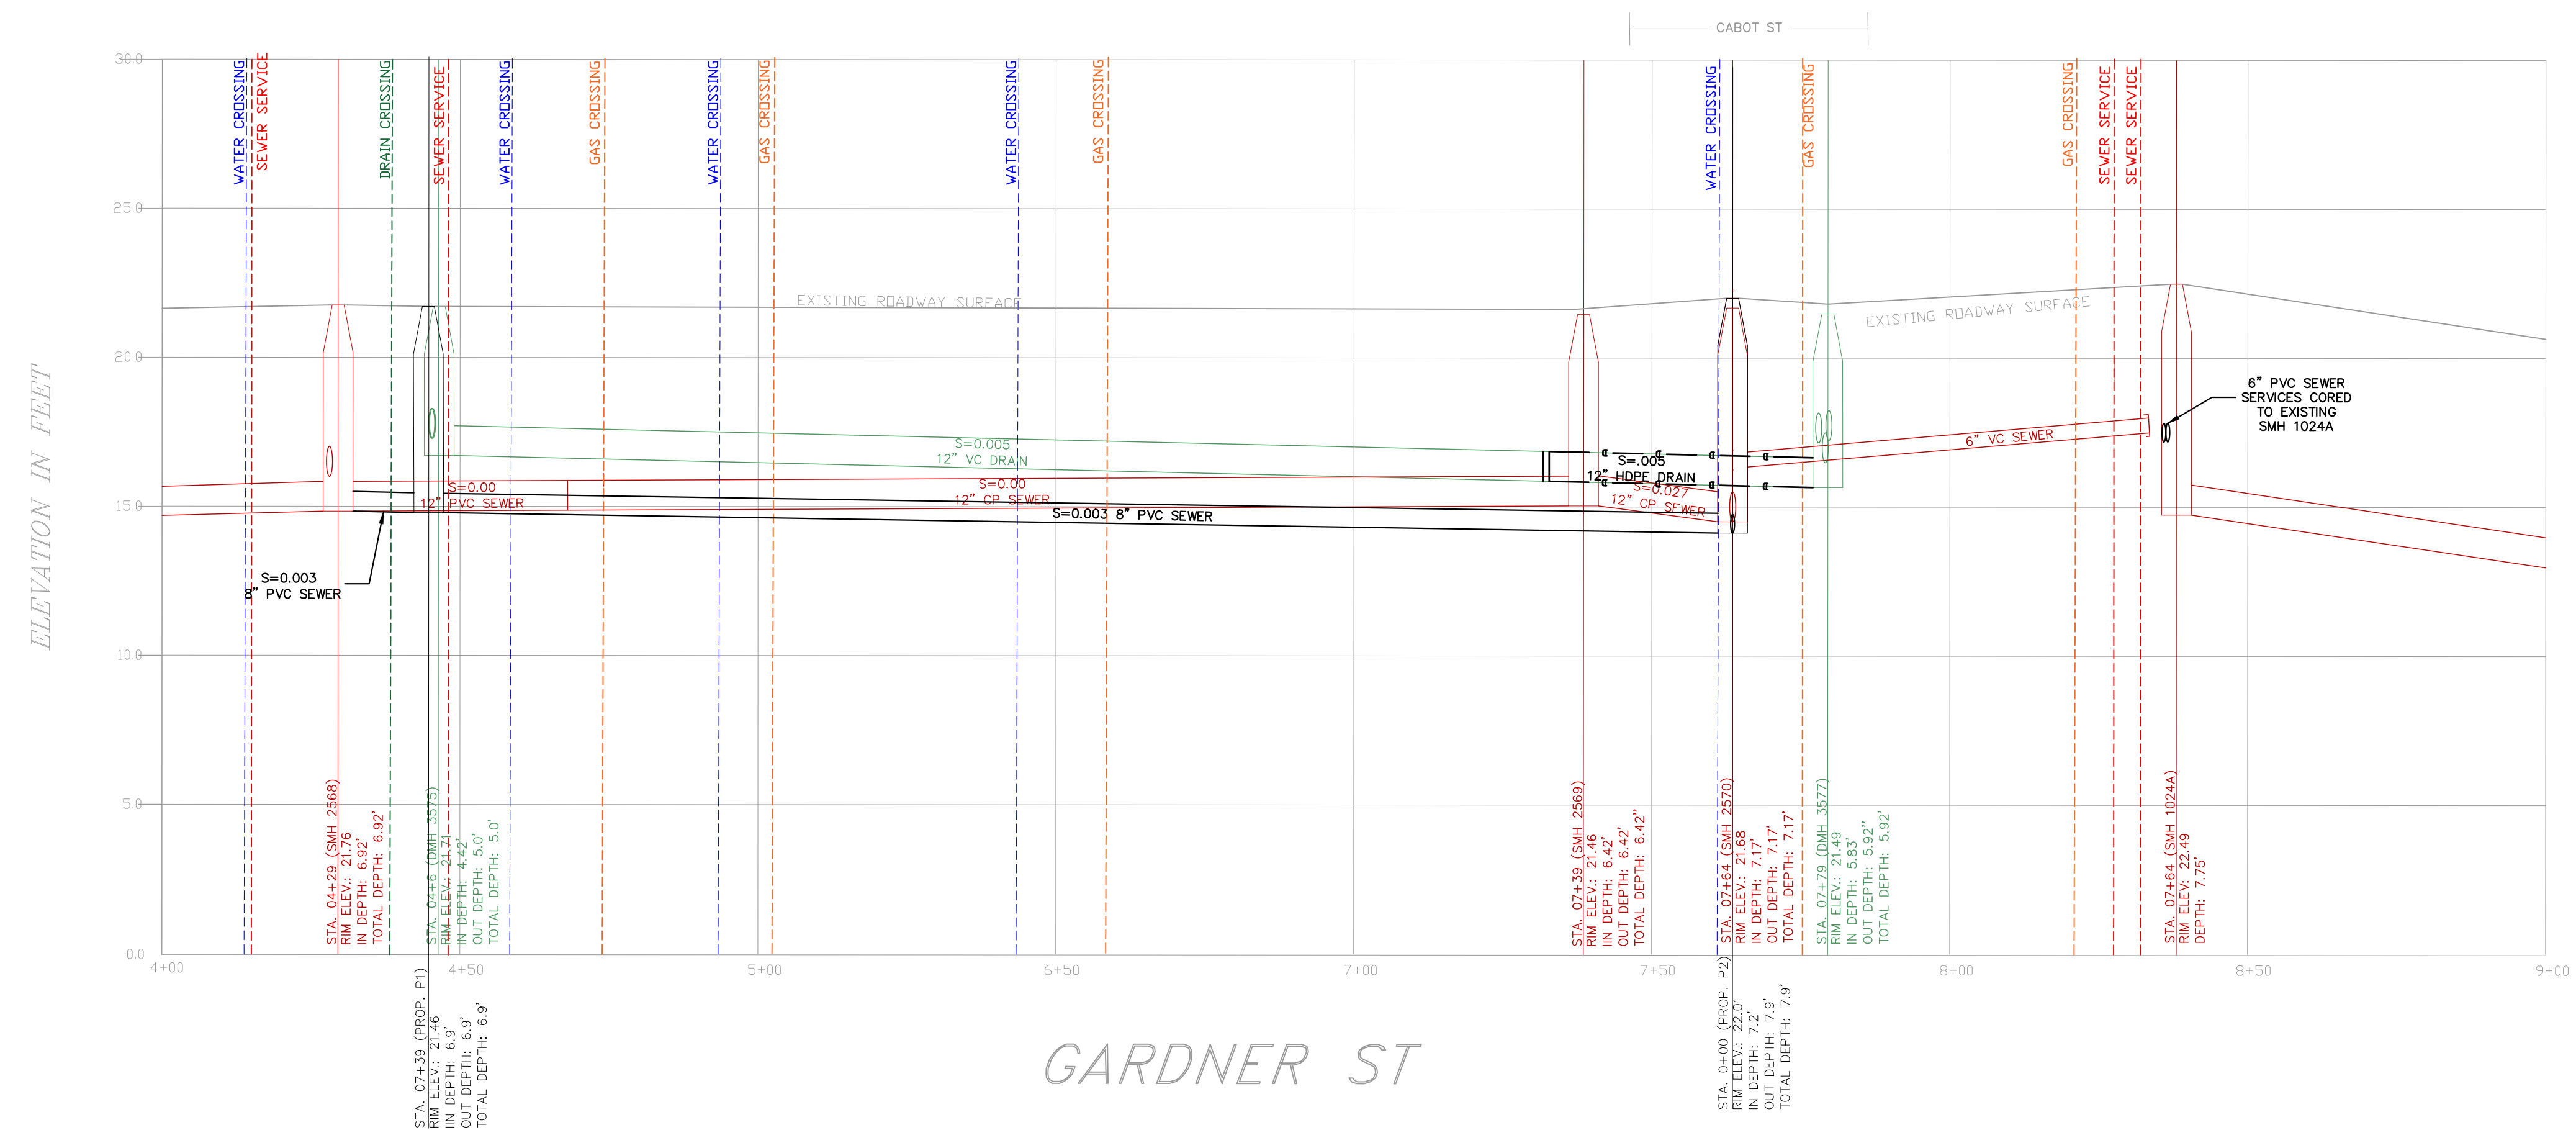 CABOT ST
30.0
25.0
20.0
15.0
10.0
5.0
0.0
ELEVATION IN FEET
WATER CROSSING
SEWER SERVICE
DRAIN CROSSING
SEWER SERVICE
WATER CROSSING
GAS CROSSING
WATER CROSSING
GAS CROSSING
WATER CROSSING
GAS CROSSING
WATER CROSSING
GAS CROSSING
GAS CROSSING
SEWER SERVICE
SEWER SERVICE
EXISTING ROADWAY SURFACE
EXISTING ROADWAY SURFACE
6" PVC SEWER
SERVICES CORED
TO EXISTING
SMH 1024A
S=0.005
12" VC DRAIN
S=.005
12" HDPE DRAIN
6" VC SEWER
S=0.00
12" PVC SEWER
S=0.00
12" CP SEWER
S=0.027
12" CP SEWER
S=0.003 8" PVC SEWER
S=0.003
8" PVC SEWER
STA. 04+29 (SMH 2568)
RIM ELEV.: 21.76
IN DEPTH: 6.92'
TOTAL DEPTH: 6.92'
STA. 04+6 (DMH 3575)
RIM ELEV.: 21.71
IN DEPTH: 4.42'
OUT DEPTH: 5.0'
TOTAL DEPTH: 5.0'
STA. 07+39 (SMH 2569)
RIM ELEV.: 21.46
IIN DEPTH: 6.42'
OUT DEPTH: 6.42'
TOTAL DEPTH: 6.42"
STA. 07+64 (SMH 2570)
RIM ELEV.: 21.68
IN DEPTH: 7.17'
OUT DEPTH: 7.17'
TOTAL DEPTH: 7.17'
STA. 07+79 (DMH 3577)
RIM ELEV.: 21.49
IN DEPTH: 5.83'
OUT DEPTH: 5.92"
TOTAL DEPTH: 5.92'
STA. 07+64 (SMH 1024A)
RIM ELEV: 22.49
DEPTH: 7.75'
4+00
4+50
5+00
6+50
7+00
7+50
8+00
8+50
9+00
STA. 07+39 (PROP. P1)
RIM ELEV.: 21.46
IIN DEPTH: 6.9'
OUT DEPTH: 6.9'
TOTAL DEPTH: 6.9'
STA. 0+00 (PROP. P2)
RIM ELEV.: 22.01
IN DEPTH: 7.2'
OUT DEPTH: 7.9'
TOTAL DEPTH: 7.9'
GARDNER ST